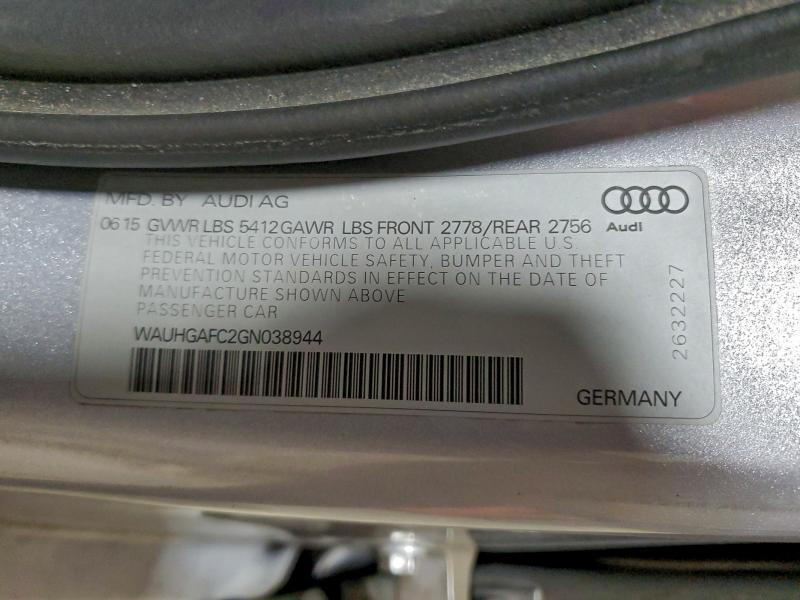 MFD. BY AUDI AG
06 15 GVWR LBS 5412 GAWR LBS FRONT 2778/REAR 2756
Audi
THIS VEHICLE CONFORMS TO ALL APPLICABLE U.S.
FEDERAL MOTOR VEHICLE SAFETY, BUMPER AND THEFT
PREVENTION STANDARDS IN EFFECT ON THE DATE OF
MANUFACTURE SHOWN ABOVE
PASSENGER CAR
2632227
WAUHGAFC2GN038944
GERMANY